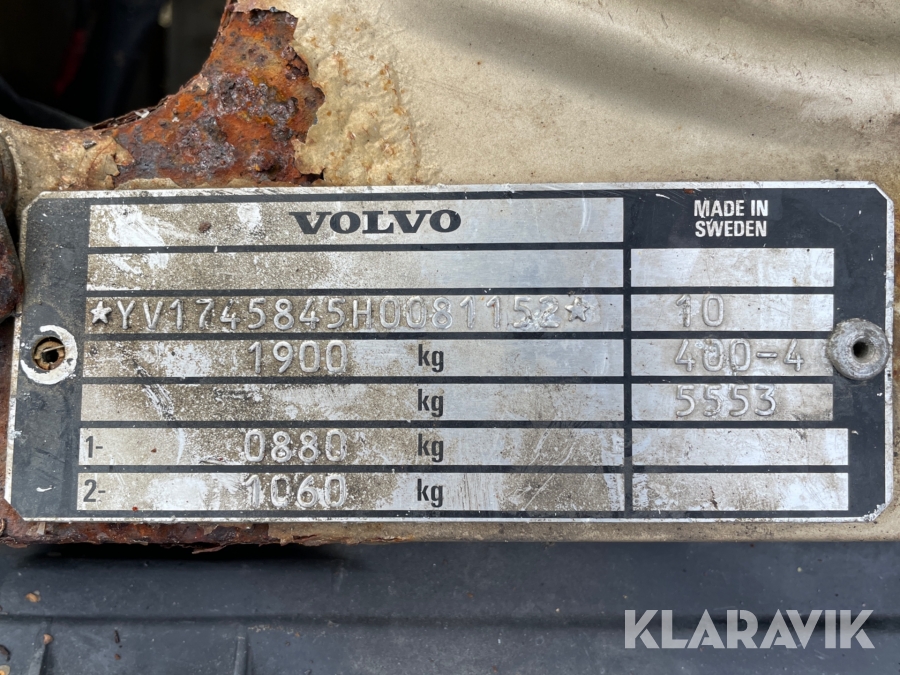 VOLVO MADE IN
SWEDEN
*YV1745845H0081152* 10
1900 kg 400-4
kg 5553
1- 0880 kg
2- 1060 kg
KLARAVIK